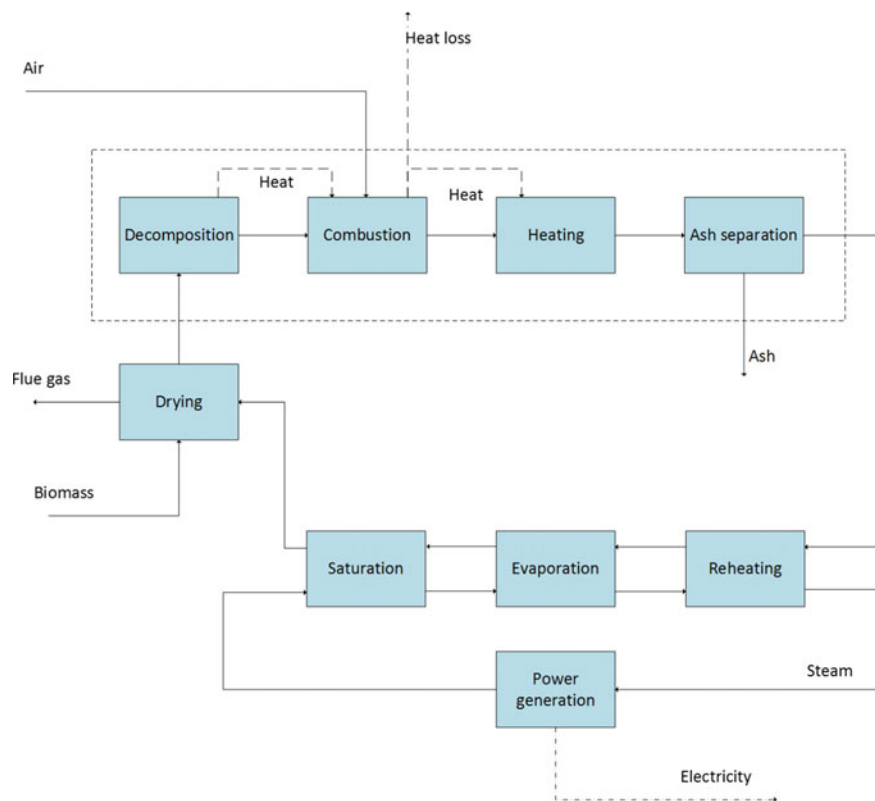 Heat loss
Air
Heat
Heat
Decomposition
Combustion
Heating
Ash separation
Ash
Flue gas
Drying
Biomass
Saturation
Evaporation
Reheating
Steam
Power
generation
Electricity